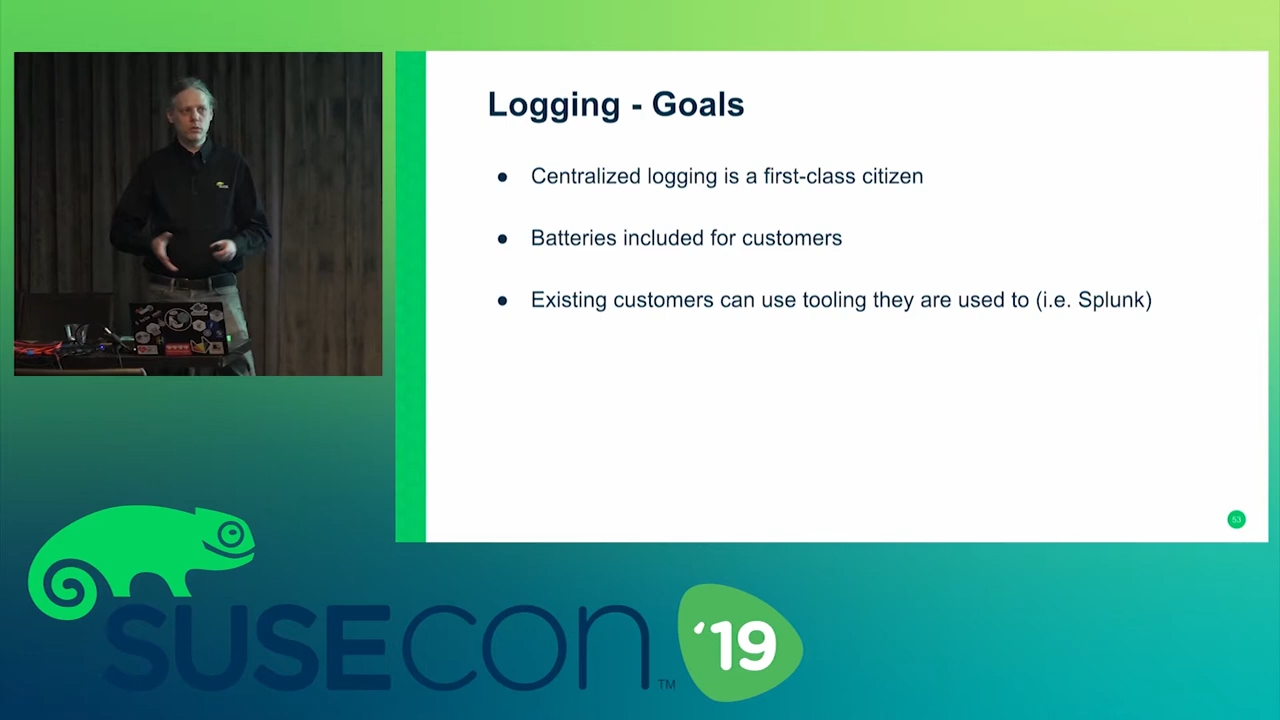 Logging - Goals
● Centralized logging is a first-class citizen
● Batteries included for customers
● Existing customers can use tooling they are used to (i.e. Splunk)
53
SUSECON ™ '19